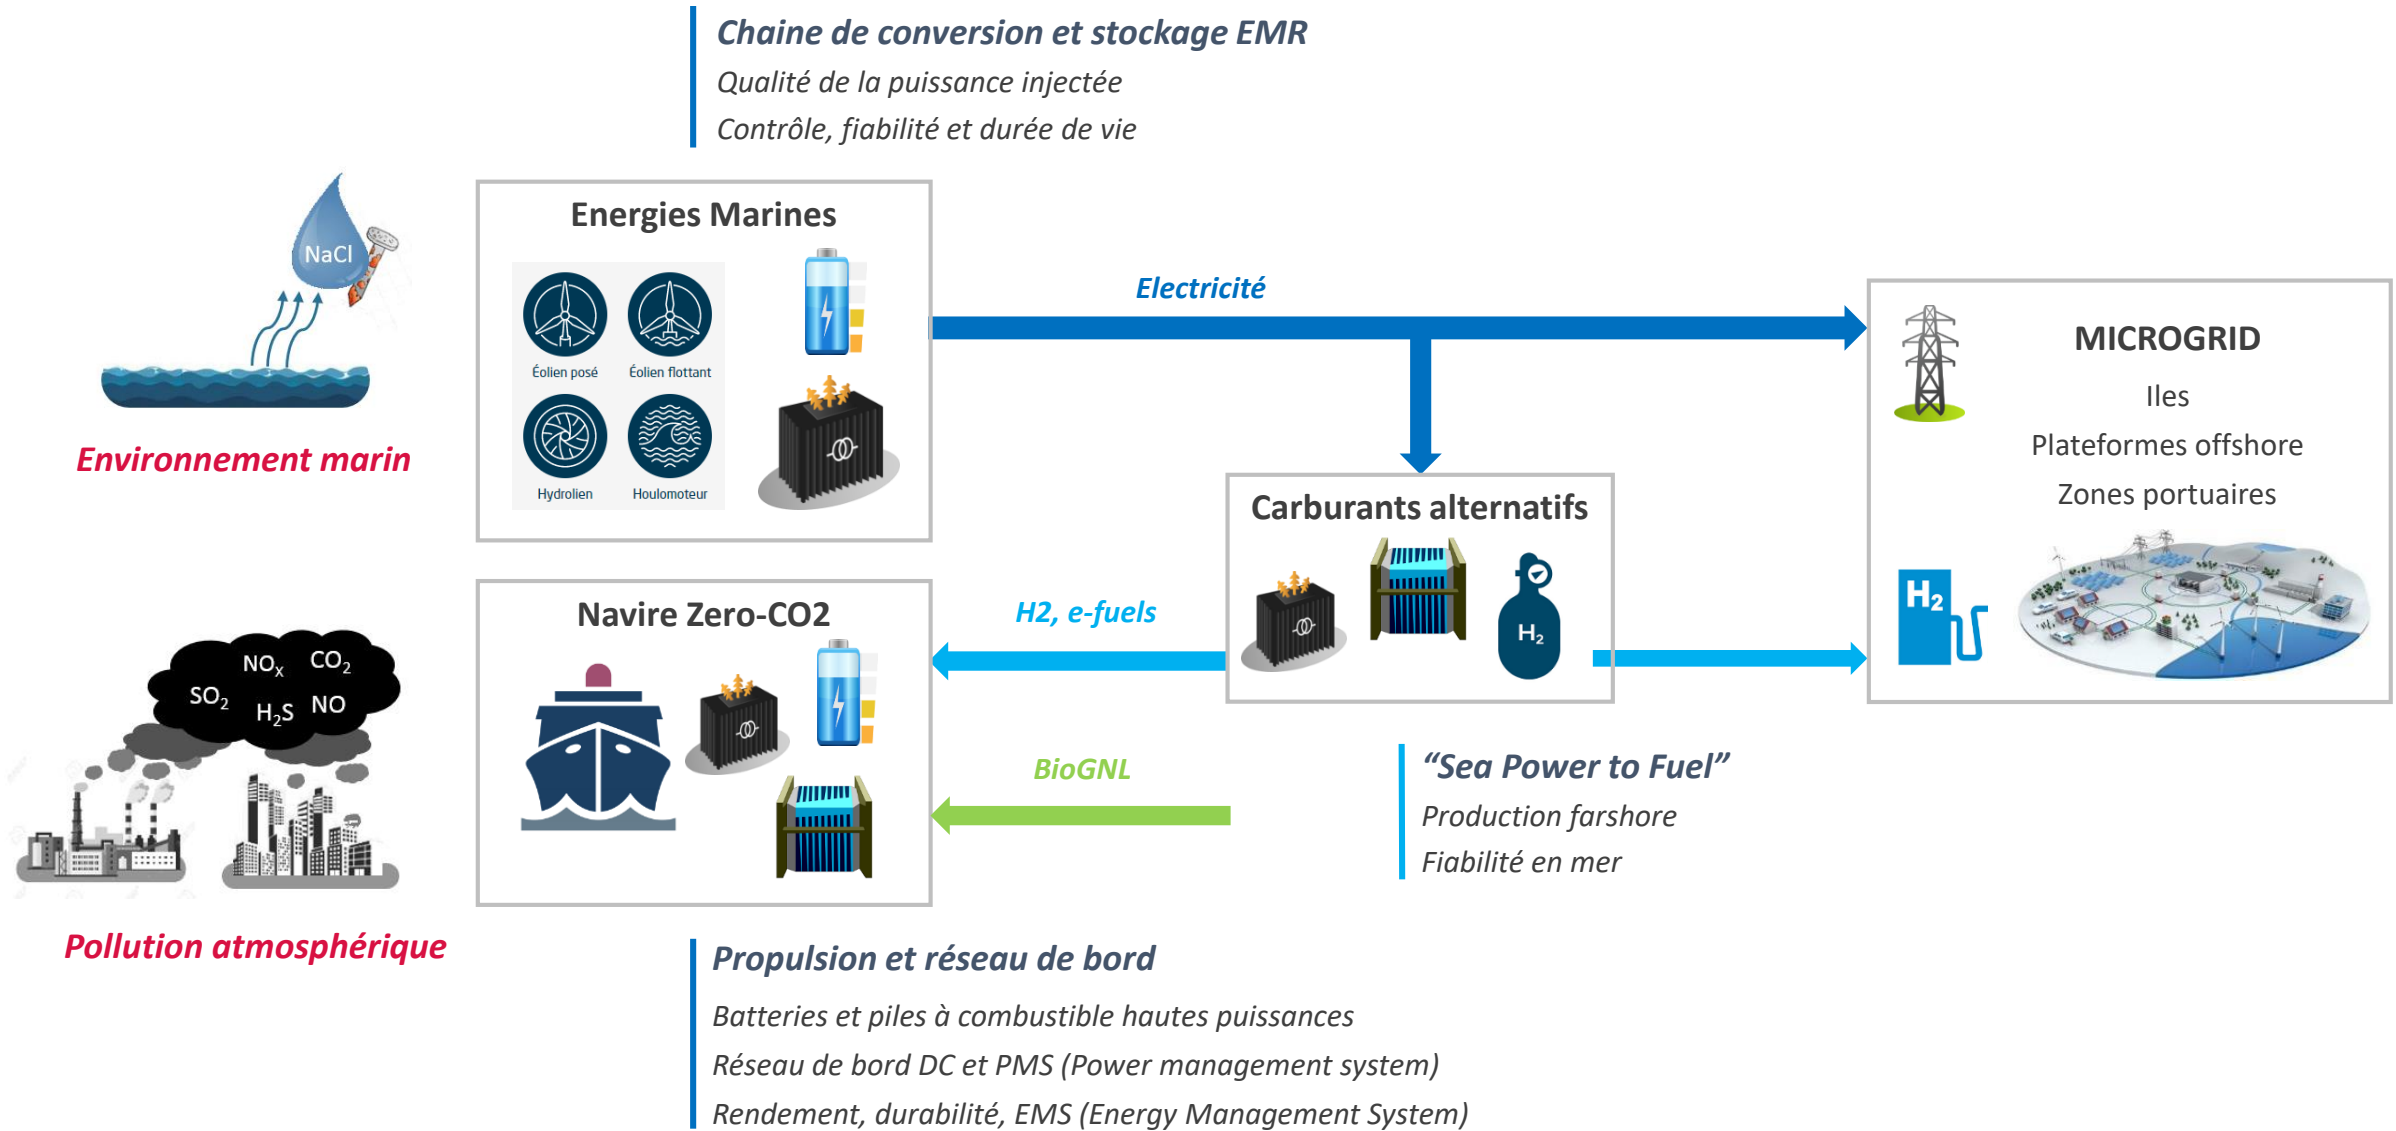 Chaine de conversion et stockage EMR
Qualité de la puissance injectée
Contrôle, fiabilité et durée de vie
NaCl
Environnement marin
Energies Marines
Éolien posé
Éolien flottant
Hydrolien
Houlomoteur
Electricité
MICROGRID
Iles
Plateformes offshore
Zones portuaires
H2
Carburants alternatifs
H2
H2, e-fuels
BioGNL
Navire Zero-CO2
NOX
CO2
SO2
H2S
NO
Pollution atmosphérique
“Sea Power to Fuel”
Production farshore
Fiabilité en mer
Propulsion et réseau de bord
Batteries et piles à combustible hautes puissances
Réseau de bord DC et PMS (Power management system)
Rendement, durabilité, EMS (Energy Management System)